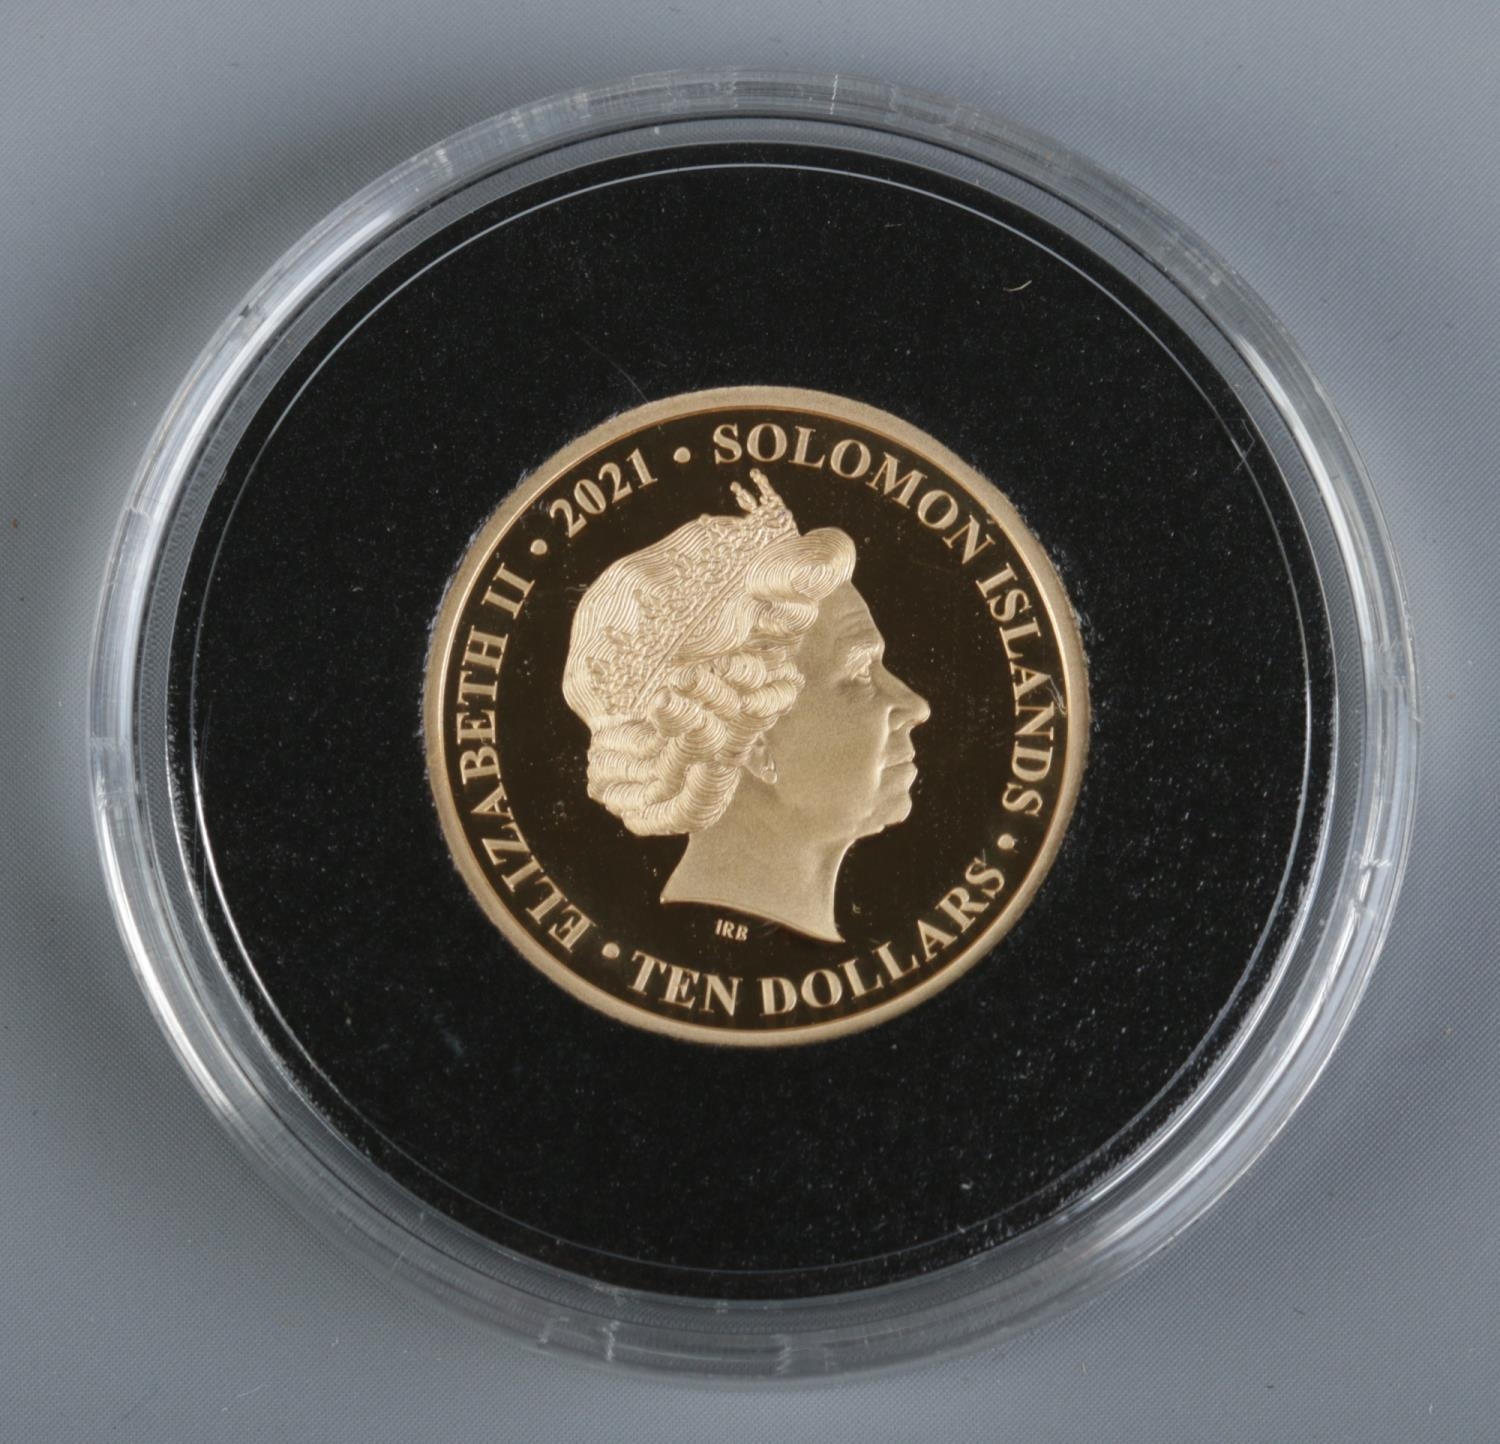 ELIZABETH II • 2021 • SOLOMON ISLANDS • TEN DOLLARS •
IRB